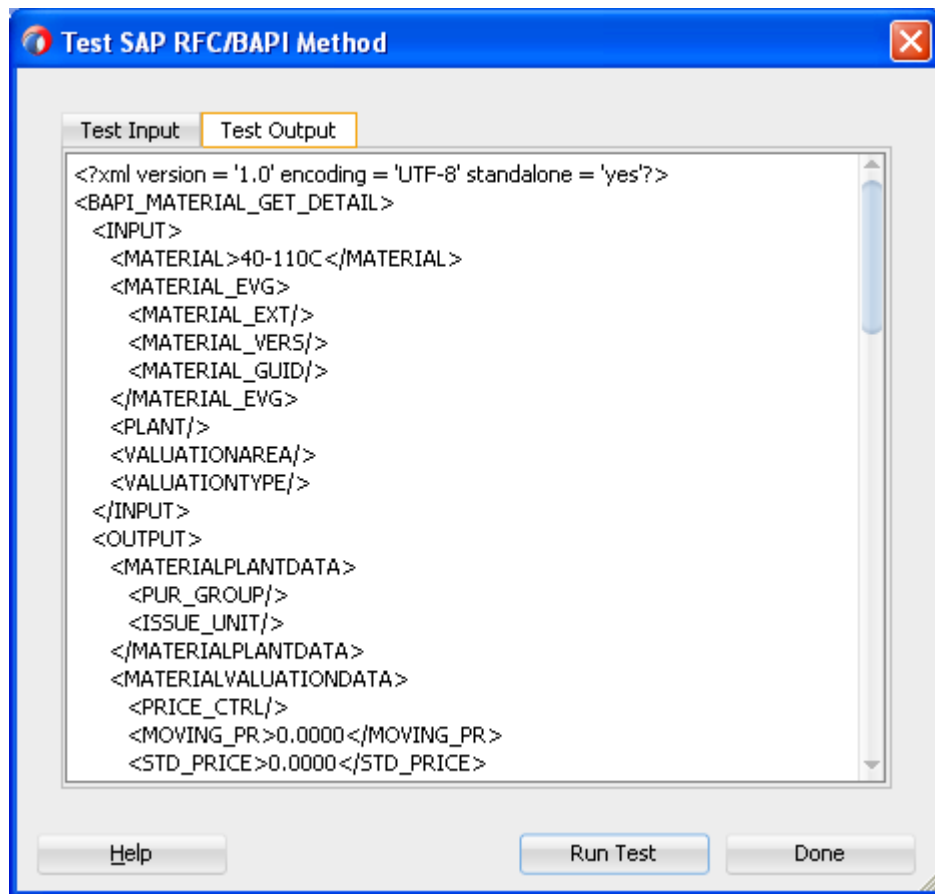 Test SAP RFC/BAPI Method
Test Input Test Output
<?xml version = '1.0' encoding = 'UTF-8' standalone = 'yes'?>
<BAPI_MATERIAL_GET_DETAIL>
<INPUT>
<MATERIAL>40-110C</MATERIAL>
<MATERIAL_EVG>
<MATERIAL_EXT/>
<MATERIAL_VERS/>
<MATERIAL_GUID/>
</MATERIAL_EVG>
<PLANT/>
<VALUATIONAREA/>
<VALUATIONTYPE/>
</INPUT>
<OUTPUT>
<MATERIALPLANTDATA>
<PUR_GROUP/>
<ISSUE_UNIT/>
</MATERIALPLANTDATA>
<MATERIALVALUATIONDATA>
<PRICE_CTRL/>
<MOVING_PR>0.0000</MOVING_PR>
<STD_PRICE>0.0000</STD_PRICE>
Help Run Test Done